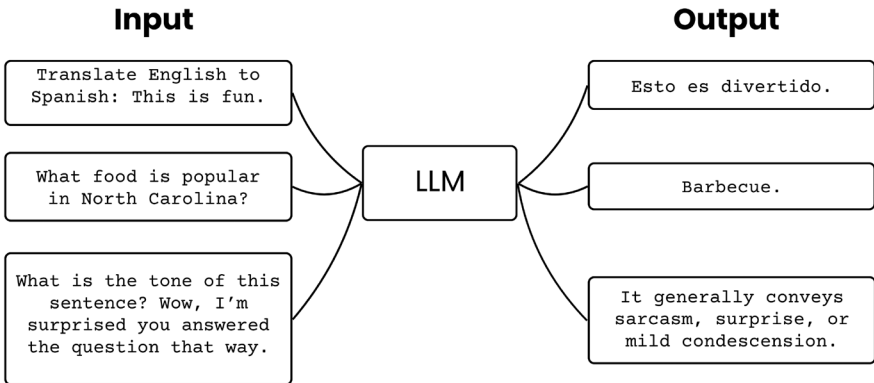 Input
Output
Translate English to
Spanish: This is fun.
What food is popular
in North Carolina?
What is the tone of this
sentence? Wow, I’m
surprised you answered
the question that way.
LLM
Esto es divertido.
Barbecue.
It generally conveys
sarcasm, surprise, or
mild condescension.